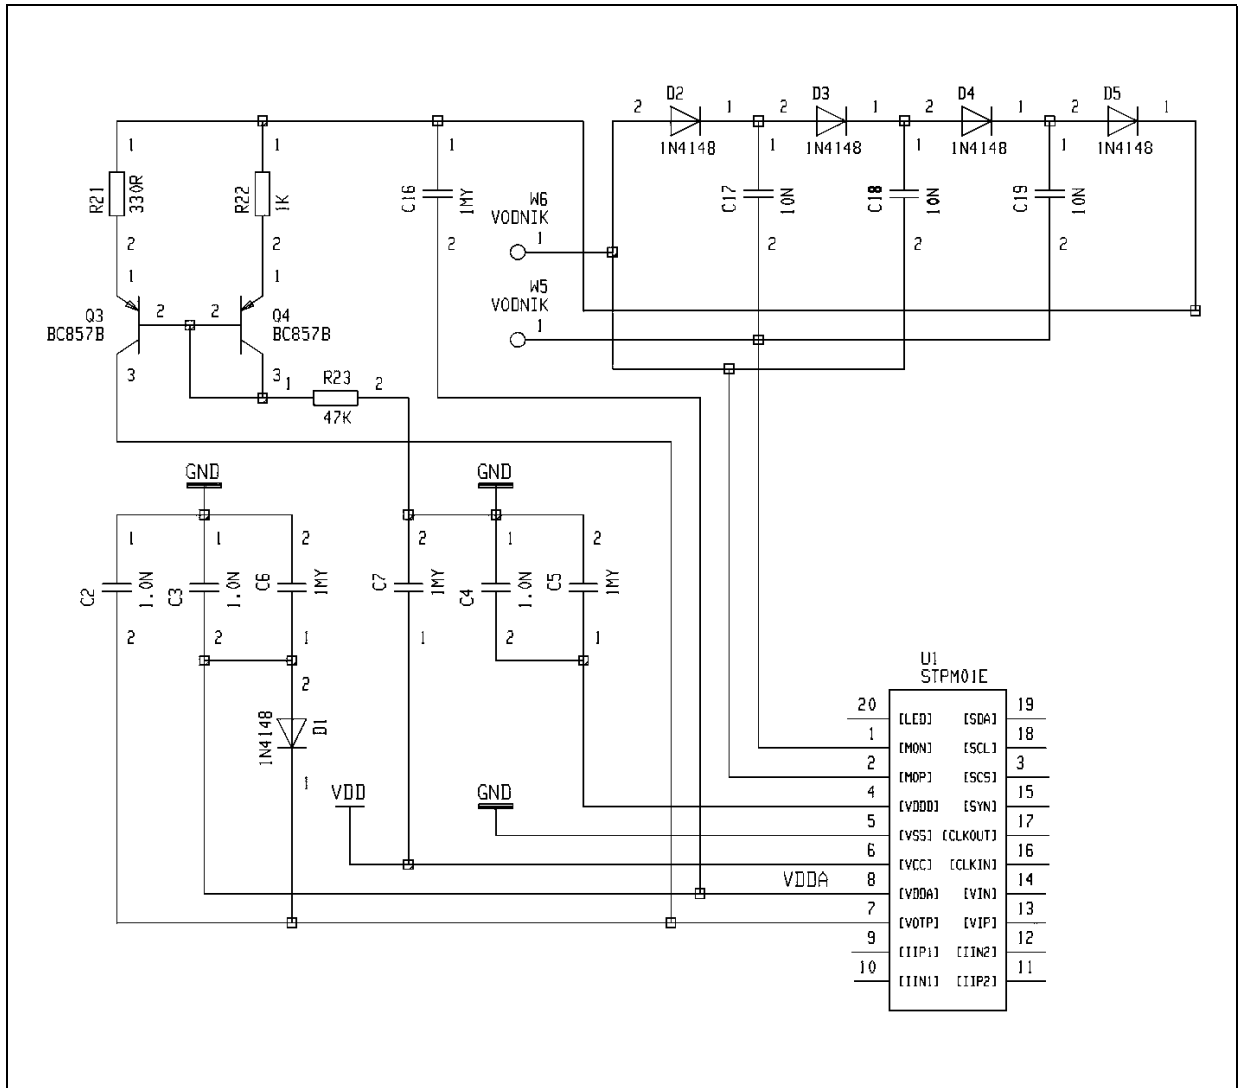 D2
D3
D4
D5
2
1
2
1
2
1
2
1
1N4148
1N4148
1N4148
1N4148
1
1
1
1
1
1
R21
330R
R22
1K
C16
1MY
C17
10N
C18
10N
C19
10N
2
2
2
2
2
2
W6
VODNIK
1
W5
VODNIK
1
1
1
Q3
BC857B
2
2
Q4
BC857B
3
3
1
R23
2
47K
GND
GND
1
1
2
2
1
2
C2
1.0N
C3
1.0N
C6
1MY
C7
1MY
C4
1.0N
C5
1MY
2
2
1
1
2
1
2
1N4148
D1
1
VDD
GND
VDDA
U1
STPM01E
20
[LED]
[SDA]
19
1
[MON]
[SCL]
18
2
[MOP]
[SCS]
3
4
[VDDD]
[SYN]
15
5
[VSS]
[CLKOUT]
17
6
[VCC]
[CLKIN]
16
8
[VDDA]
[VIN]
14
7
[VOTP]
[VIP]
13
9
[IIP1]
[IIN2]
12
10
[IIN1]
[IIP2]
11